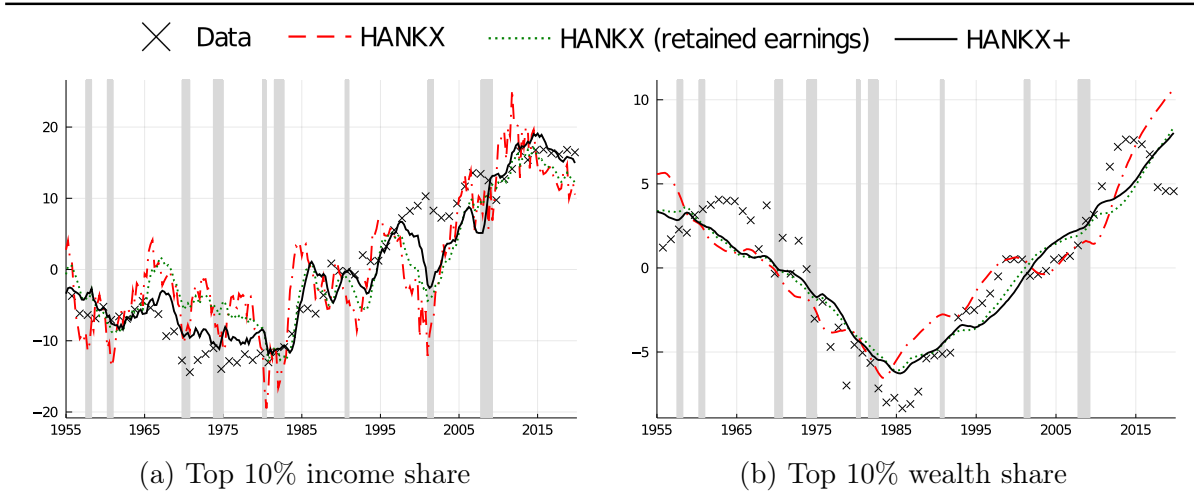 Data HANKX HANKX (retained earnings) HANKX+
20
10
0
−10
−20
1955 1965 1975 1985 1995 2005 2015
10
5
0
−5
1955 1965 1975 1985 1995 2005 2015
(a) Top 10% income share
(b) Top 10% wealth share